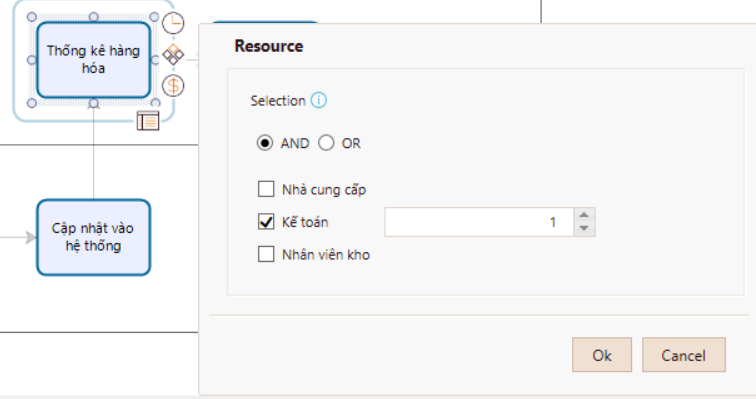 Thống kê hàng
hóa
Cập nhật vào
hệ thống
Resource
Selection
AND OR
Nhà cung cấp
Kế toán 1
Nhân viên kho
Ok Cancel